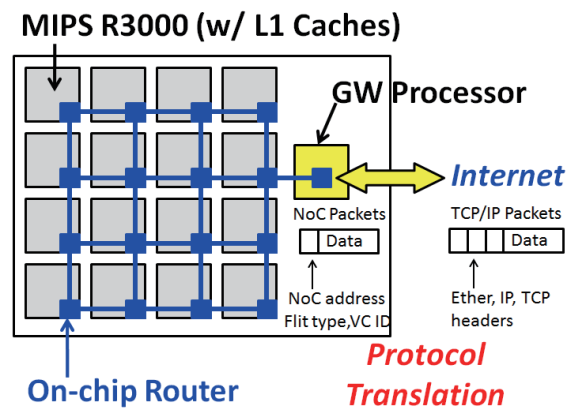 MIPS R3000 (w/ L1 Caches)
GW Processor
Internet
NoC Packets
TCP/IP Packets
Data
Data
NoC address
Flit type,VC ID
Ether, IP, TCP
headers
Protocol
Translation
On-chip Router